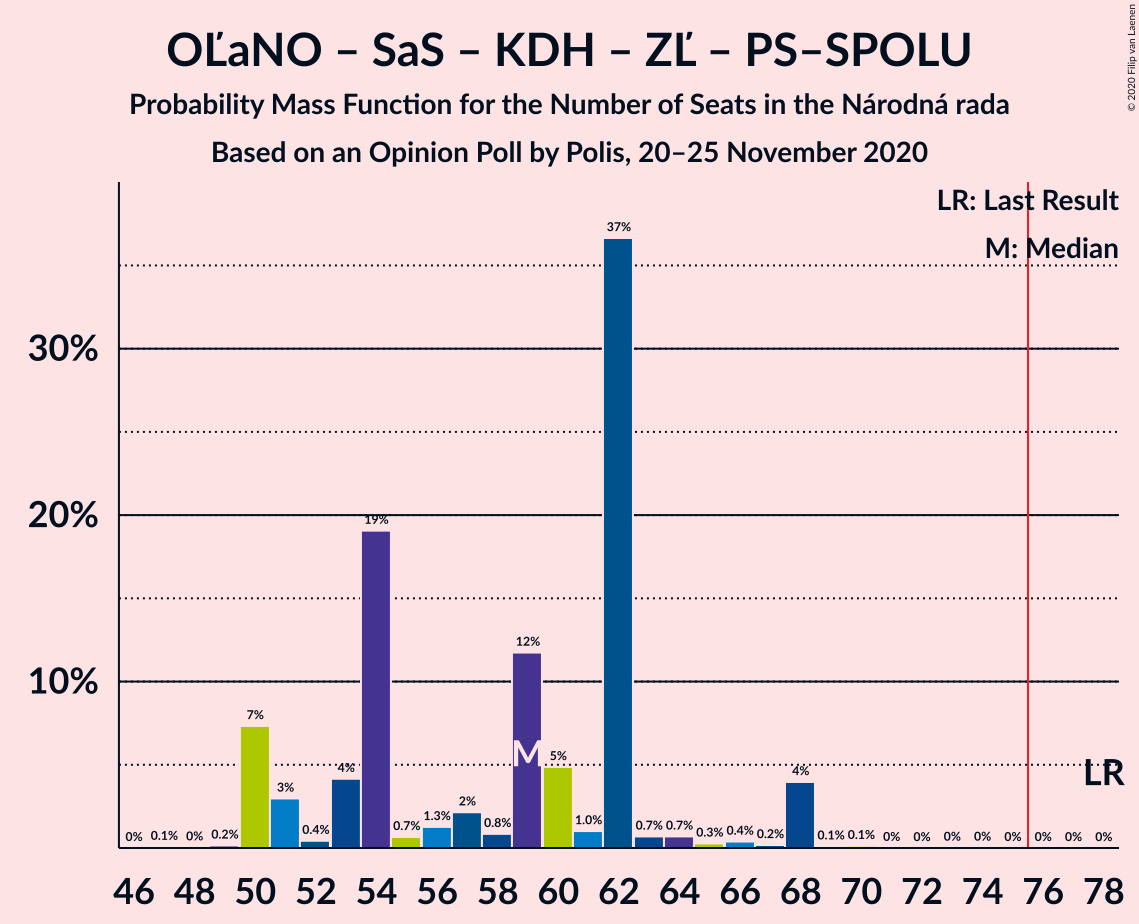 OĽaNO – SaS – KDH – ZĽ – PS–SPOLU
Probability Mass Function for the Number of Seats in the Národná rada
Based on an Opinion Poll by Polis, 20–25 November 2020
© 2020 Filip van Laenen
LR: Last Result
M: Median
30%
20%
10%
0% 0.1% 0% 0.2% 7% 3% 0.4% 4% 19% 0.7% 1.3% 2% 0.8% 12% 5% 1.0% 37% 0.7% 0.7% 0.3% 0.4% 0.2% 4% 0.1% 0.1% 0% 0% 0% 0% 0% 0% 0% 0%
M
LR
46 48 50 52 54 56 58 60 62 64 66 68 70 72 74 76 78